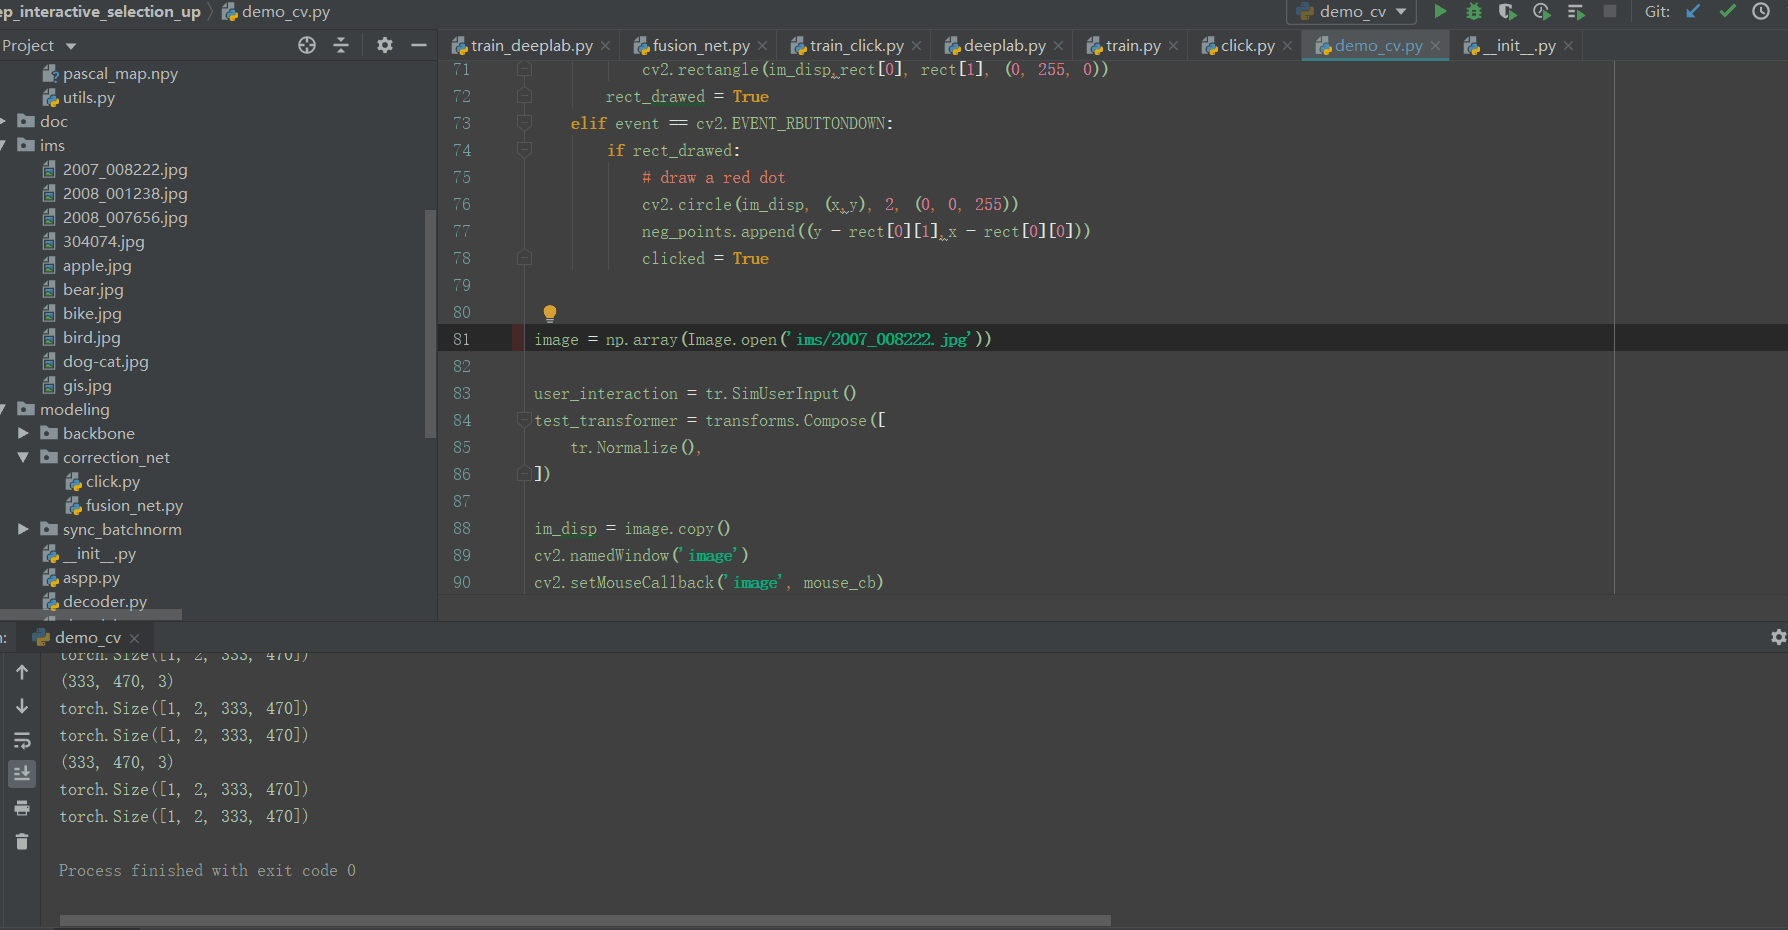 ep_interactive_selection_up demo_cv.py
demo_cv Git:
Project
train_deeplab.py fusion_net.py train_click.py deeplab.py train.py click.py demo_cv.py __init__.py
pascal_map.npy
utils.py
doc
ims
2007_008222.jpg
2008_001238.jpg
2008_007656.jpg
304074.jpg
apple.jpg
bear.jpg
bike.jpg
bird.jpg
dog-cat.jpg
gis.jpg
modeling
backbone
correction_net
click.py
fusion_net.py
sync_batchnorm
__init__.py
aspp.py
decoder.py
71 cv2.rectangle(im_disp,rect[0], rect[1], (0, 255, 0))
72 rect_drawed = True
73 elif event == cv2.EVENT_RBUTTONDOWN:
74 if rect_drawed:
75 # draw a red dot
76 cv2.circle(im_disp, (x,y), 2, (0, 0, 255))
77 neg_points.append((y - rect[0][1],x - rect[0][0]))
78 clicked = True
79
80
81 image = np.array(Image.open('ims/2007_008222.jpg'))
82
83 user_interaction = tr.SimUserInput()
84 test_transformer = transforms.Compose([
85 tr.Normalize(),
86 ])
87
88 im_disp = image.copy()
89 cv2.namedWindow('image')
90 cv2.setMouseCallback('image', mouse_cb)
n: demo_cv
torch.Size([1, 2, 333, 470])
(333, 470, 3)
torch.Size([1, 2, 333, 470])
torch.Size([1, 2, 333, 470])
(333, 470, 3)
torch.Size([1, 2, 333, 470])
torch.Size([1, 2, 333, 470])
Process finished with exit code 0